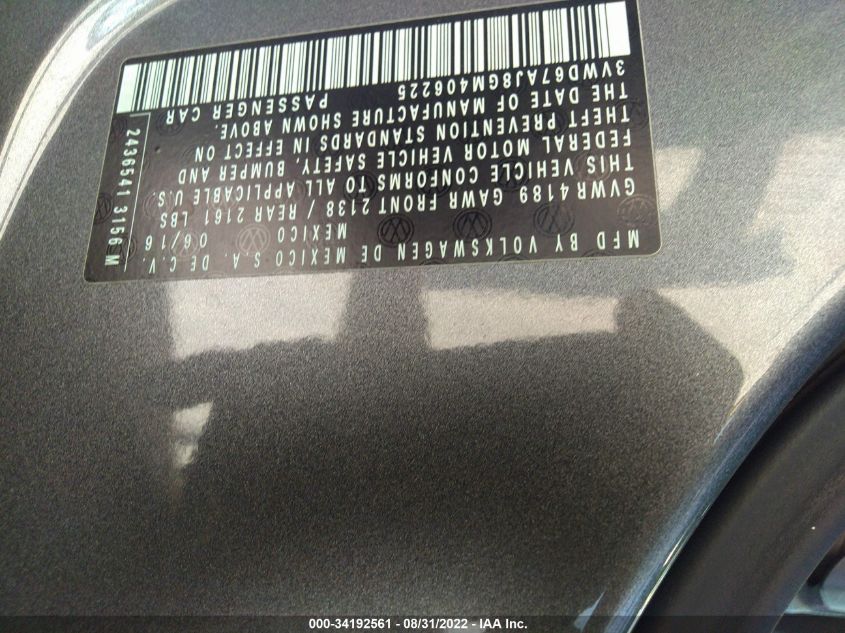 MFD BY VOLKSWAGEN DE MEXICO S.A. DE C.V.
MEXICO 06/16
GVWR 4189 GAWR FRONT 2138 / REAR 2161 LBS
THIS VEHICLE CONFORMS TO ALL APPLICABLE U.S.
FEDERAL MOTOR VEHICLE SAFETY, BUMPER AND
THEFT PREVENTION STANDARDS IN EFFECT ON
THE DATE OF MANUFACTURE SHOWN ABOVE.
3VWD67AJ8GM406225 PASSENGER CAR
2436541 3156 M
000-34192561 - 08/31/2022 - IAA Inc.